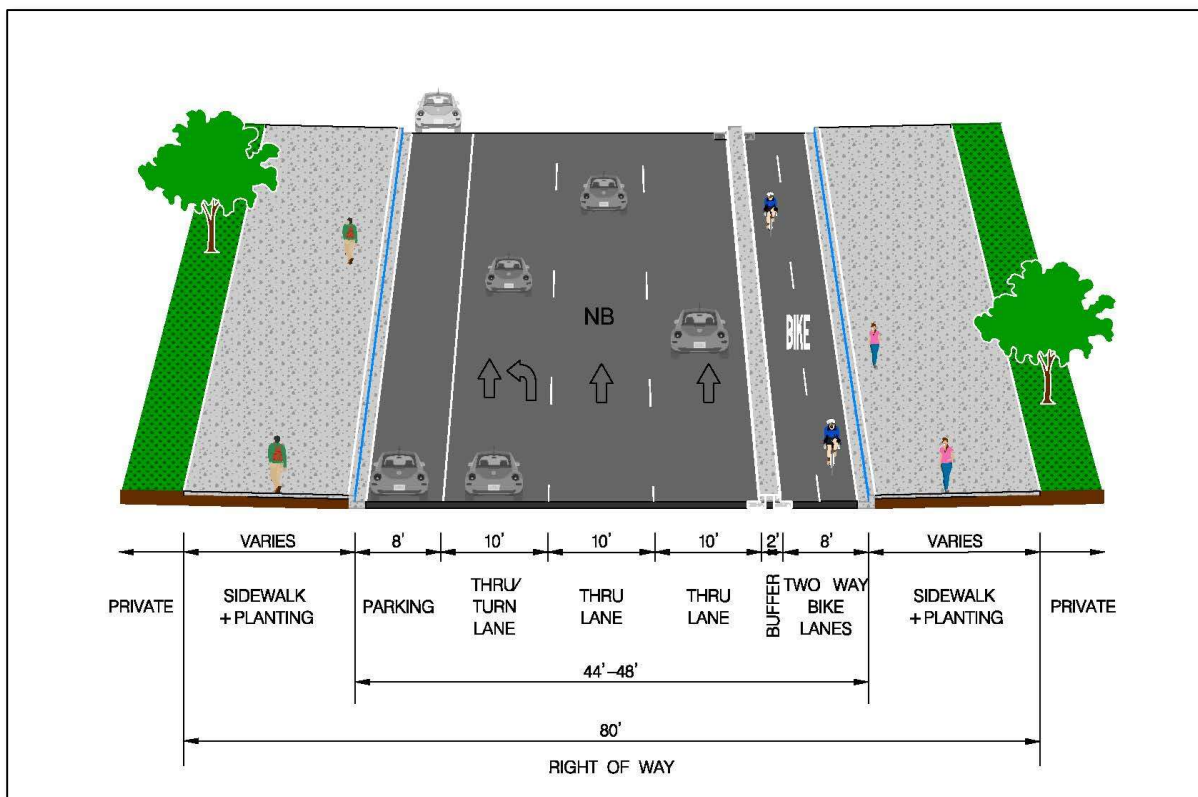 NB
BIKE
VARIES 8' 10' 10' 10' 2' 8' VARIES
PRIVATE
SIDEWALK
+ PLANTING
PARKING
THRU/
TURN
LANE
THRU
LANE
THRU
LANE
BUFFER
TWO WAY
BIKE
LANES
SIDEWALK
+ PLANTING
PRIVATE
44'-48'
80'
RIGHT OF WAY